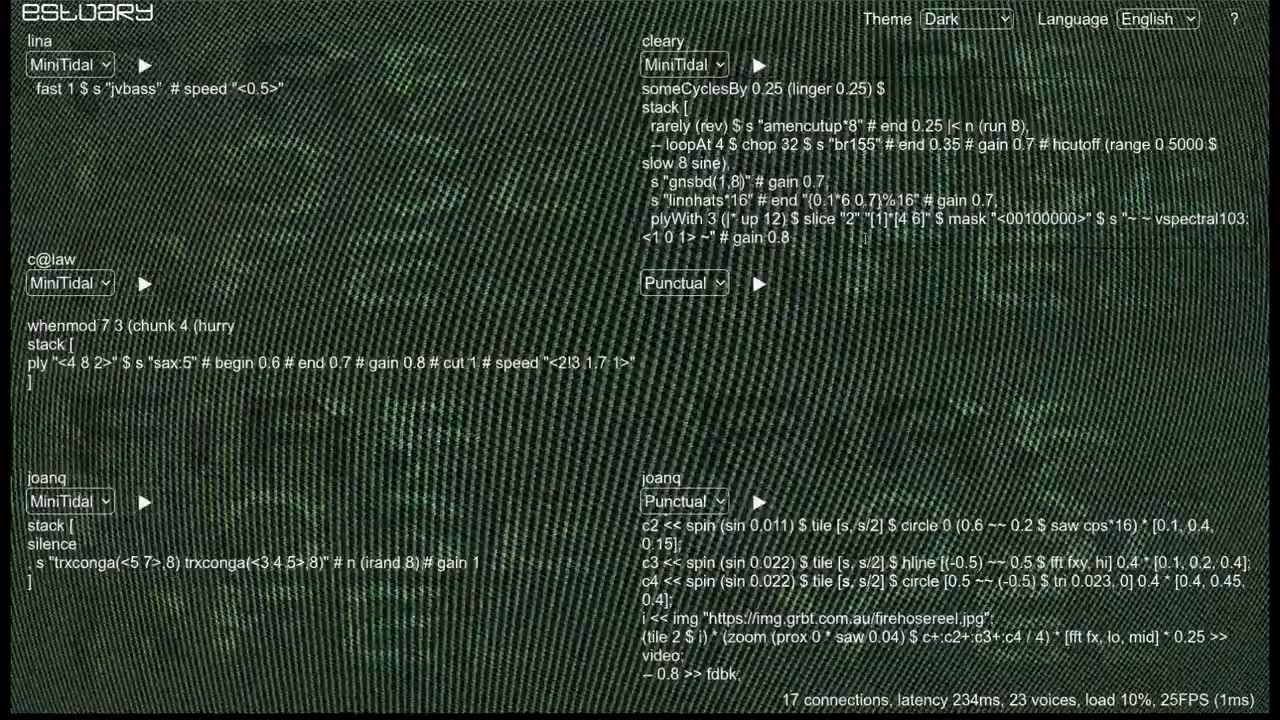 estuary
Theme Dark Language English ?
lina
MiniTidal
fast 1 $ s "jvbass" # speed "<0.5>"
cleary
MiniTidal
someCyclesBy 0.25 (linger 0.25) $
stack [
rarely (rev) $ s "amencutup*8" # end 0.25 |< n (run 8),
-- loopAt 4 $ chop 32 $ s "br155" # end 0.35 # gain 0.7 # hcutoff (range 0 5000 $
slow 8 sine),
s "gnsbd(1,8)" # gain 0.7,
s "linnhats*16" # end "{0.1*6 0.7}%16" # gain 0.7,
plyWith 3 (|* up 12) $ slice "2" "[1]*[4 6]" $ mask "<00100000>" $ s "~ ~ vspectral103:
<1 0 1> ~" # gain 0.8
c@law
MiniTidal
whenmod 7 3 (chunk 4 (hurry
stack [
ply "<4 8 2>" $ s "sax:5" # begin 0.6 # end 0.7 # gain 0.8 # cut 1 # speed "<2!3 1.7 1>"
]
Punctual
joanq
MiniTidal
stack [
silence
, s "trxconga(<5 7>,8) trxconga(<3 4 5>,8)" # n (irand 8) # gain 1
]
joanq
Punctual
c2 << spin (sin 0.011) $ tile [s, s/2] $ circle 0 (0.6 ~~ 0.2 $ saw cps*16) * [0.1, 0.4,
0.15];
c3 << spin (sin 0.022) $ tile [s, s/2] $ hline [(-0.5) ~~ 0.5 $ fft fxy, hi] 0.4 * [0.1, 0.2, 0.4];
c4 << spin (sin 0.022) $ tile [s, s/2] $ circle [0.5 ~~ (-0.5) $ tri 0.023, 0] 0.4 * [0.4, 0.45,
0.4];
i << img "https://img.grbt.com.au/firehosereel.jpg";
(tile 2 $ i) * (zoom (prox 0 * saw 0.04) $ c+:c2+:c3+:c4 / 4) * [fft fx, lo, mid] * 0.25 >>
video;
-- 0.8 >> fdbk;
17 connections, latency 234ms, 23 voices, load 10%, 25FPS (1ms)